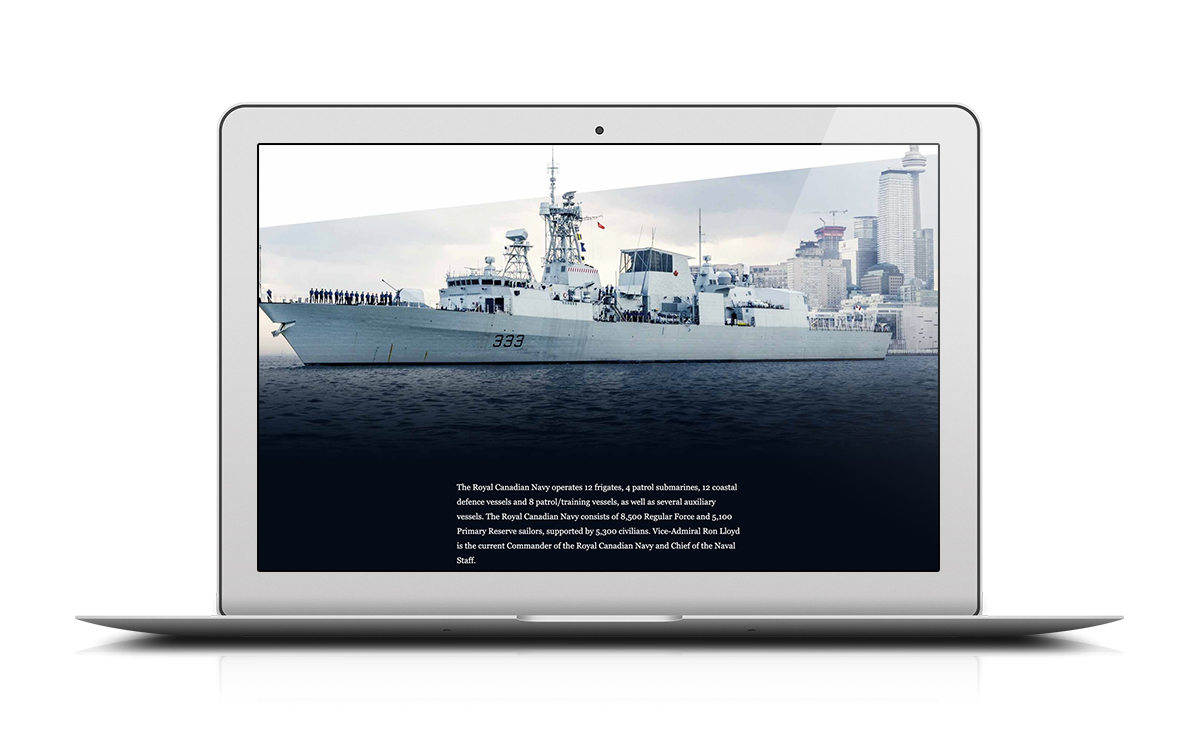 333
The Royal Canadian Navy operates 12 frigates, 4 patrol submarines, 12 coastal
defence vessels and 8 patrol/training vessels, as well as several auxiliary
vessels. The Royal Canadian Navy consists of 8,500 Regular Force and 5,100
Primary Reserve sailors, supported by 5,300 civilians. Vice-Admiral Ron Lloyd
is the current Commander of the Royal Canadian Navy and Chief of the Naval
Staff.